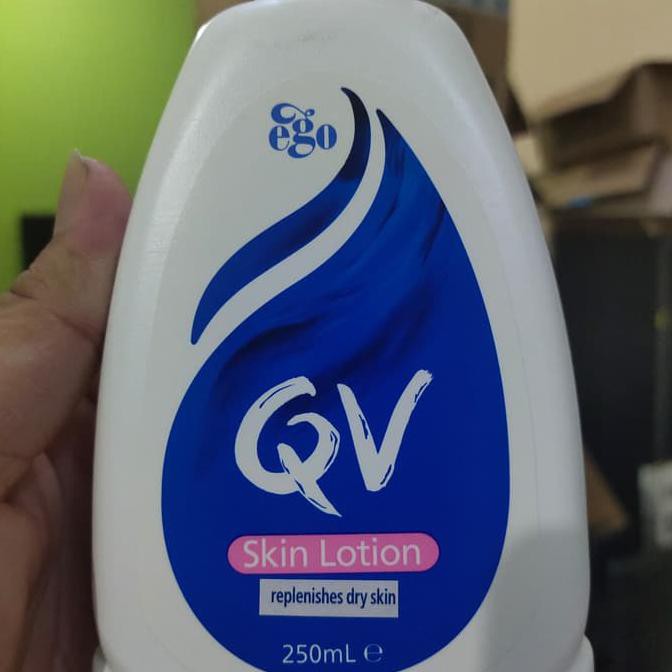 ego
QV
Skin Lotion
replenishes dry skin
250mL ℮